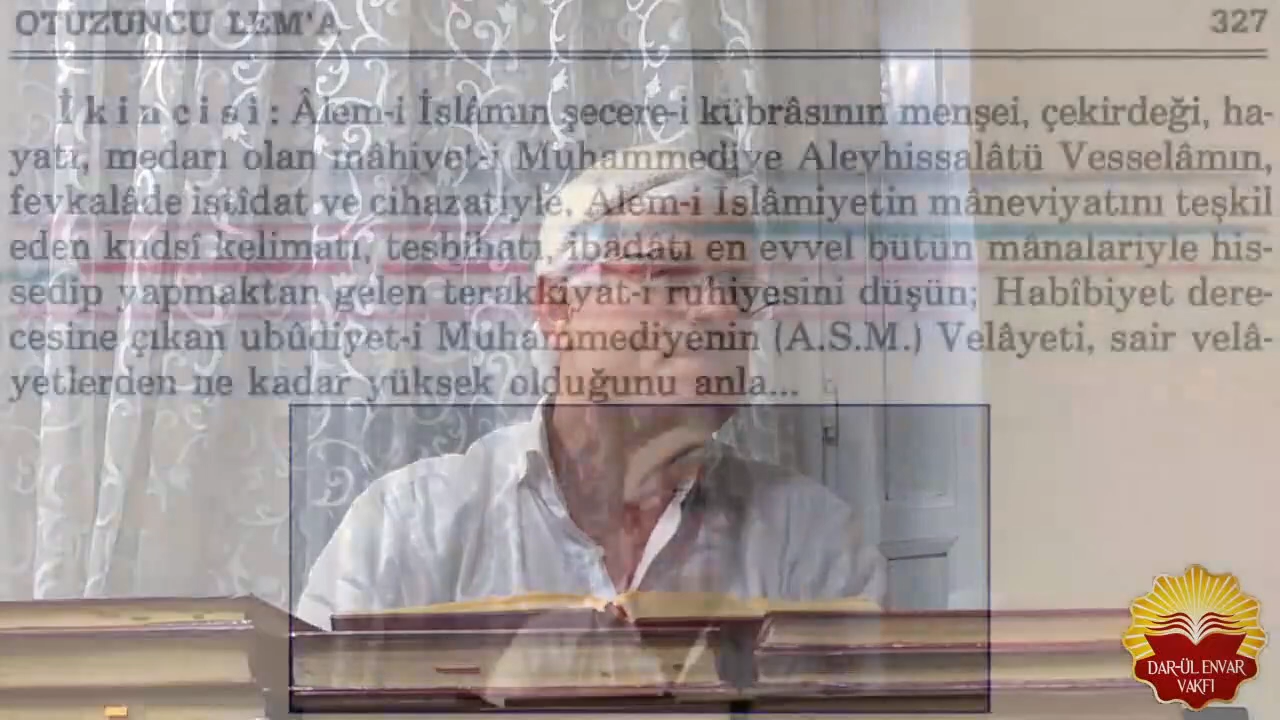 OTUZUNCU LEM'A
327
İkincisi: Âlem-i İslâmın şecere-i kübrâsının menşei, çekirdeği, ha-
yatı, medarı olan mâhiyet-i Muhammediye Aleyhissalâtü Vesselâmın,
fevkalâde istîdat ve cihazatiyle, Âlem-i İslâmiyetin mâneviyatını teşkil
eden kudsî kelimatı, tesbihatı, ibâdâtı en evvel bütün mânalariyle his-
sedip yapmaktan gelen terakkiyat-ı ruhiyesini düşün; Habîbiyet dere-
cesine çıkan ubûdiyet-i Muhammediyenin (A.S.M.) Velâyeti, sair velâ-
yetlerden ne kadar yüksek olduğunu anla...
DAR-ÜL ENVAR
VAKFI